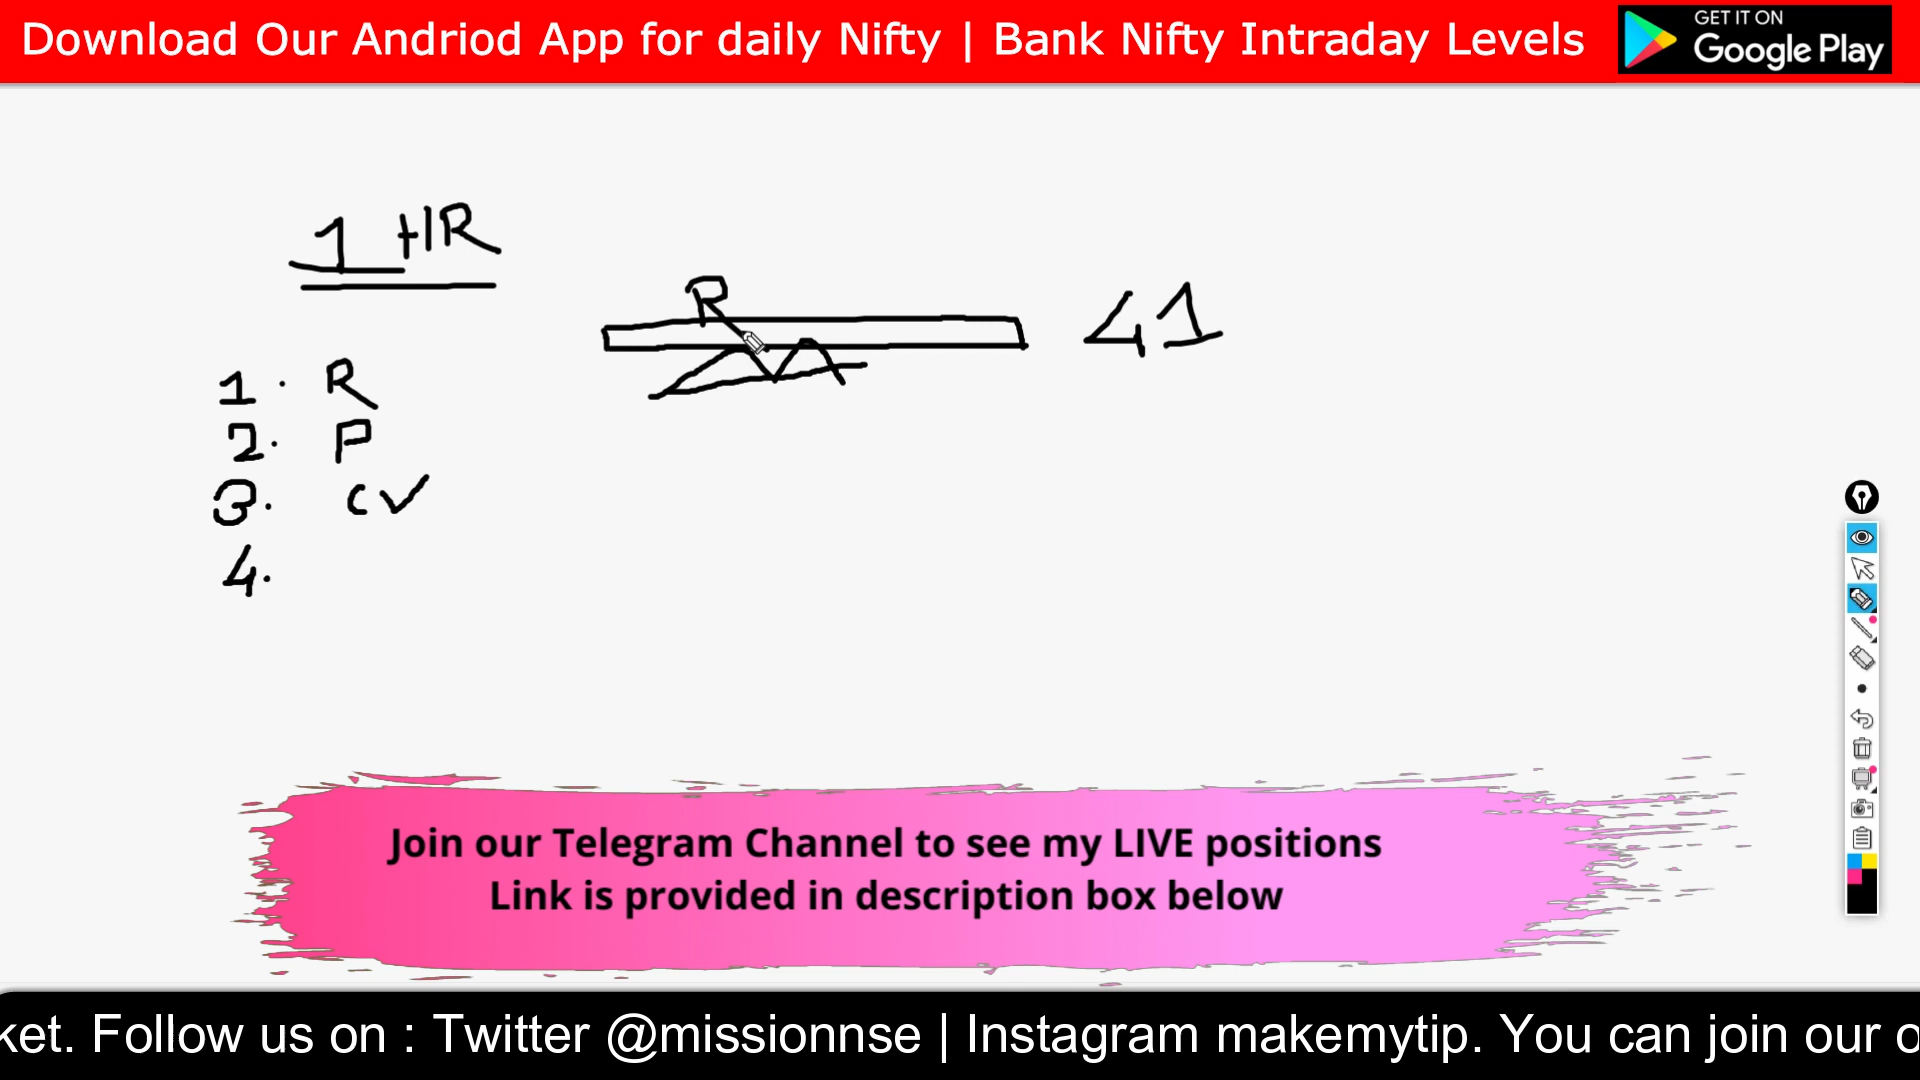 Download Our Andriod App for daily Nifty | Bank Nifty Intraday Levels
GET IT ON
Google Play
1 HR
R
41
1. R
2. P
3. CV
4.
Join our Telegram Channel to see my LIVE positions
Link is provided in description box below
ket. Follow us on : Twitter @missionnse | Instagram makemytip. You can join our o